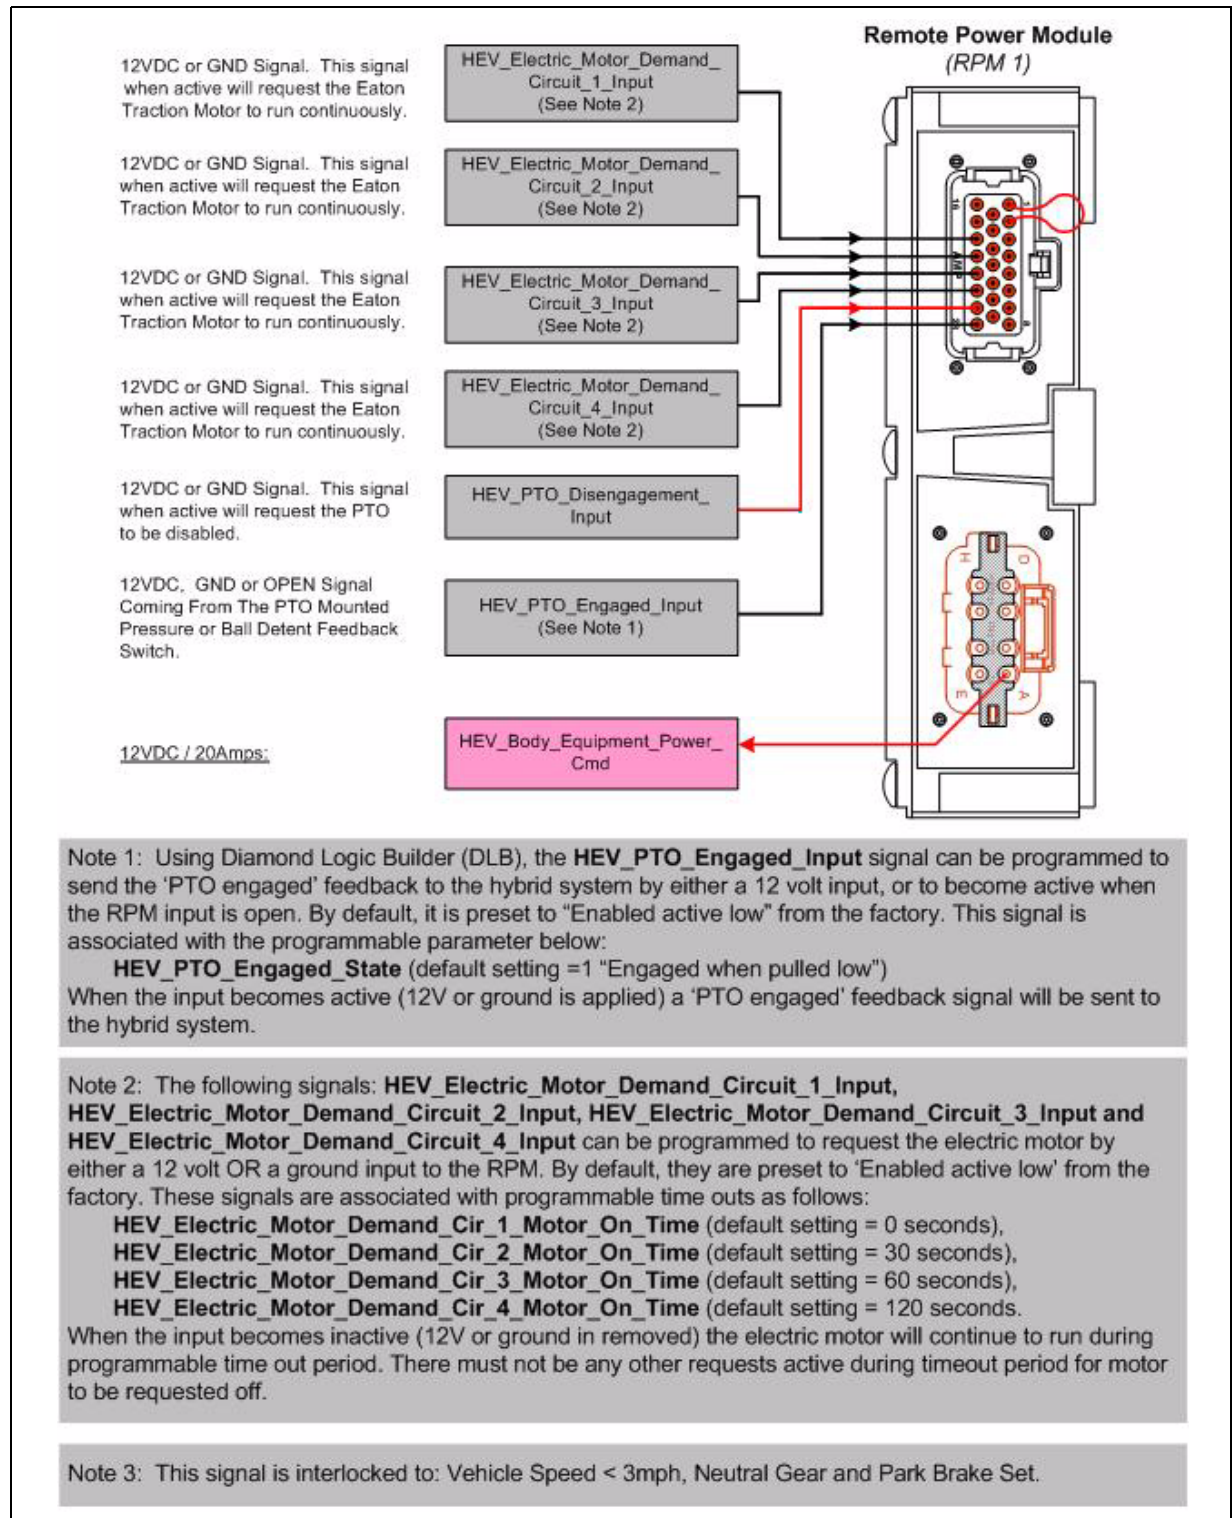 Remote Power Module
(RPM 1)
12VDC or GND Signal. This signal
when active will request the Eaton
Traction Motor to run continuously.
HEV_Electric_Motor_Demand_
Circuit_1_Input
(See Note 2)
12VDC or GND Signal. This signal
when active will request the Eaton
Traction Motor to run continuously.
HEV_Electric_Motor_Demand_
Circuit_2_Input
(See Note 2)
12VDC or GND Signal. This signal
when active will request the Eaton
Traction Motor to run continuously.
HEV_Electric_Motor_Demand_
Circuit_3_Input
(See Note 2)
12VDC or GND Signal. This signal
when active will request the Eaton
Traction Motor to run continuously.
HEV_Electric_Motor_Demand_
Circuit_4_Input
(See Note 2)
12VDC or GND Signal. This signal
when active will request the PTO
to be disabled.
HEV_PTO_Disengagement_
Input
12VDC, GND or OPEN Signal
Coming From The PTO Mounted
Pressure or Ball Detent Feedback
Switch.
HEV_PTO_Engaged_Input
(See Note 1)
12VDC / 20Amps:
HEV_Body_Equipment_Power_
Cmd
16
1
AMP
23
8
H
D
E
A
Note 1: Using Diamond Logic Builder (DLB), the HEV_PTO_Engaged_Input signal can be programmed to
send the ‘PTO engaged’ feedback to the hybrid system by either a 12 volt input, or to become active when
the RPM input is open. By default, it is preset to “Enabled active low” from the factory. This signal is
associated with the programmable parameter below:
HEV_PTO_Engaged_State (default setting =1 “Engaged when pulled low”)
When the input becomes active (12V or ground is applied) a ‘PTO engaged’ feedback signal will be sent to
the hybrid system.
Note 2: The following signals: HEV_Electric_Motor_Demand_Circuit_1_Input,
HEV_Electric_Motor_Demand_Circuit_2_Input, HEV_Electric_Motor_Demand_Circuit_3_Input and
HEV_Electric_Motor_Demand_Circuit_4_Input can be programmed to request the electric motor by
either a 12 volt OR a ground input to the RPM. By default, they are preset to ‘Enabled active low’ from the
factory. These signals are associated with programmable time outs as follows:
HEV_Electric_Motor_Demand_Cir_1_Motor_On_Time (default setting = 0 seconds),
HEV_Electric_Motor_Demand_Cir_2_Motor_On_Time (default setting = 30 seconds),
HEV_Electric_Motor_Demand_Cir_3_Motor_On_Time (default setting = 60 seconds),
HEV_Electric_Motor_Demand_Cir_4_Motor_On_Time (default setting = 120 seconds.
When the input becomes inactive (12V or ground in removed) the electric motor will continue to run during
programmable time out period. There must not be any other requests active during timeout period for motor
to be requested off.
Note 3: This signal is interlocked to: Vehicle Speed < 3mph, Neutral Gear and Park Brake Set.